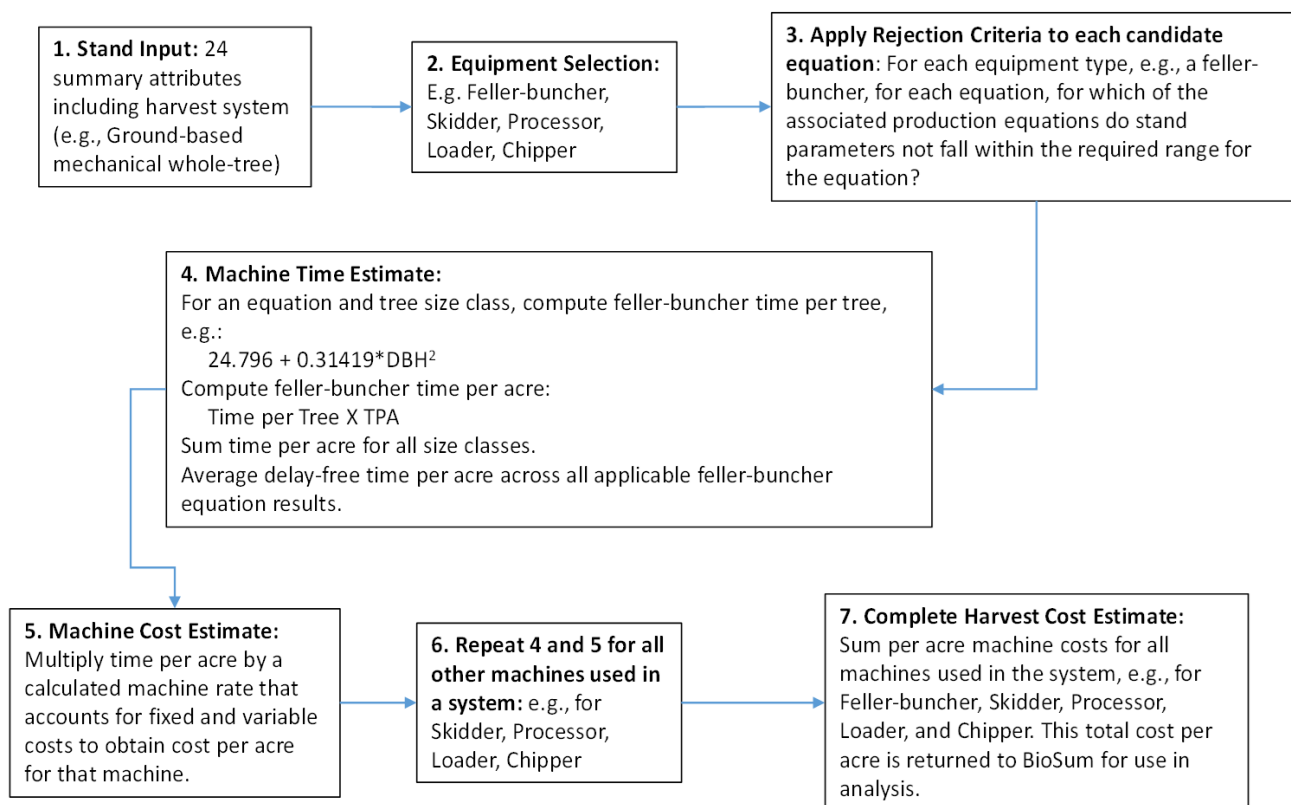 1. Stand Input: 24
summary attributes
including harvest system
(e.g., Ground-based
mechanical whole-tree)
2. Equipment Selection:
E.g. Feller-buncher,
Skidder, Processor,
Loader, Chipper
3. Apply Rejection Criteria to each candidate
equation: For each equipment type, e.g., a feller-
buncher, for each equation, for which of the
associated production equations do stand
parameters not fall within the required range for
the equation?
4. Machine Time Estimate:
For an equation and tree size class, compute feller-buncher time per tree,
e.g.:
24.796 + 0.31419*DBH²
Compute feller-buncher time per acre:
Time per Tree X TPA
Sum time per acre for all size classes.
Average delay-free time per acre across all applicable feller-buncher
equation results.
5. Machine Cost Estimate:
Multiply time per acre by a
calculated machine rate that
accounts for fixed and variable
costs to obtain cost per acre
for that machine.
6. Repeat 4 and 5 for all
other machines used in
a system: e.g., for
Skidder, Processor,
Loader, Chipper
7. Complete Harvest Cost Estimate:
Sum per acre machine costs for all
machines used in the system, e.g., for
Feller-buncher, Skidder, Processor,
Loader, and Chipper. This total cost per
acre is returned to BioSum for use in
analysis.